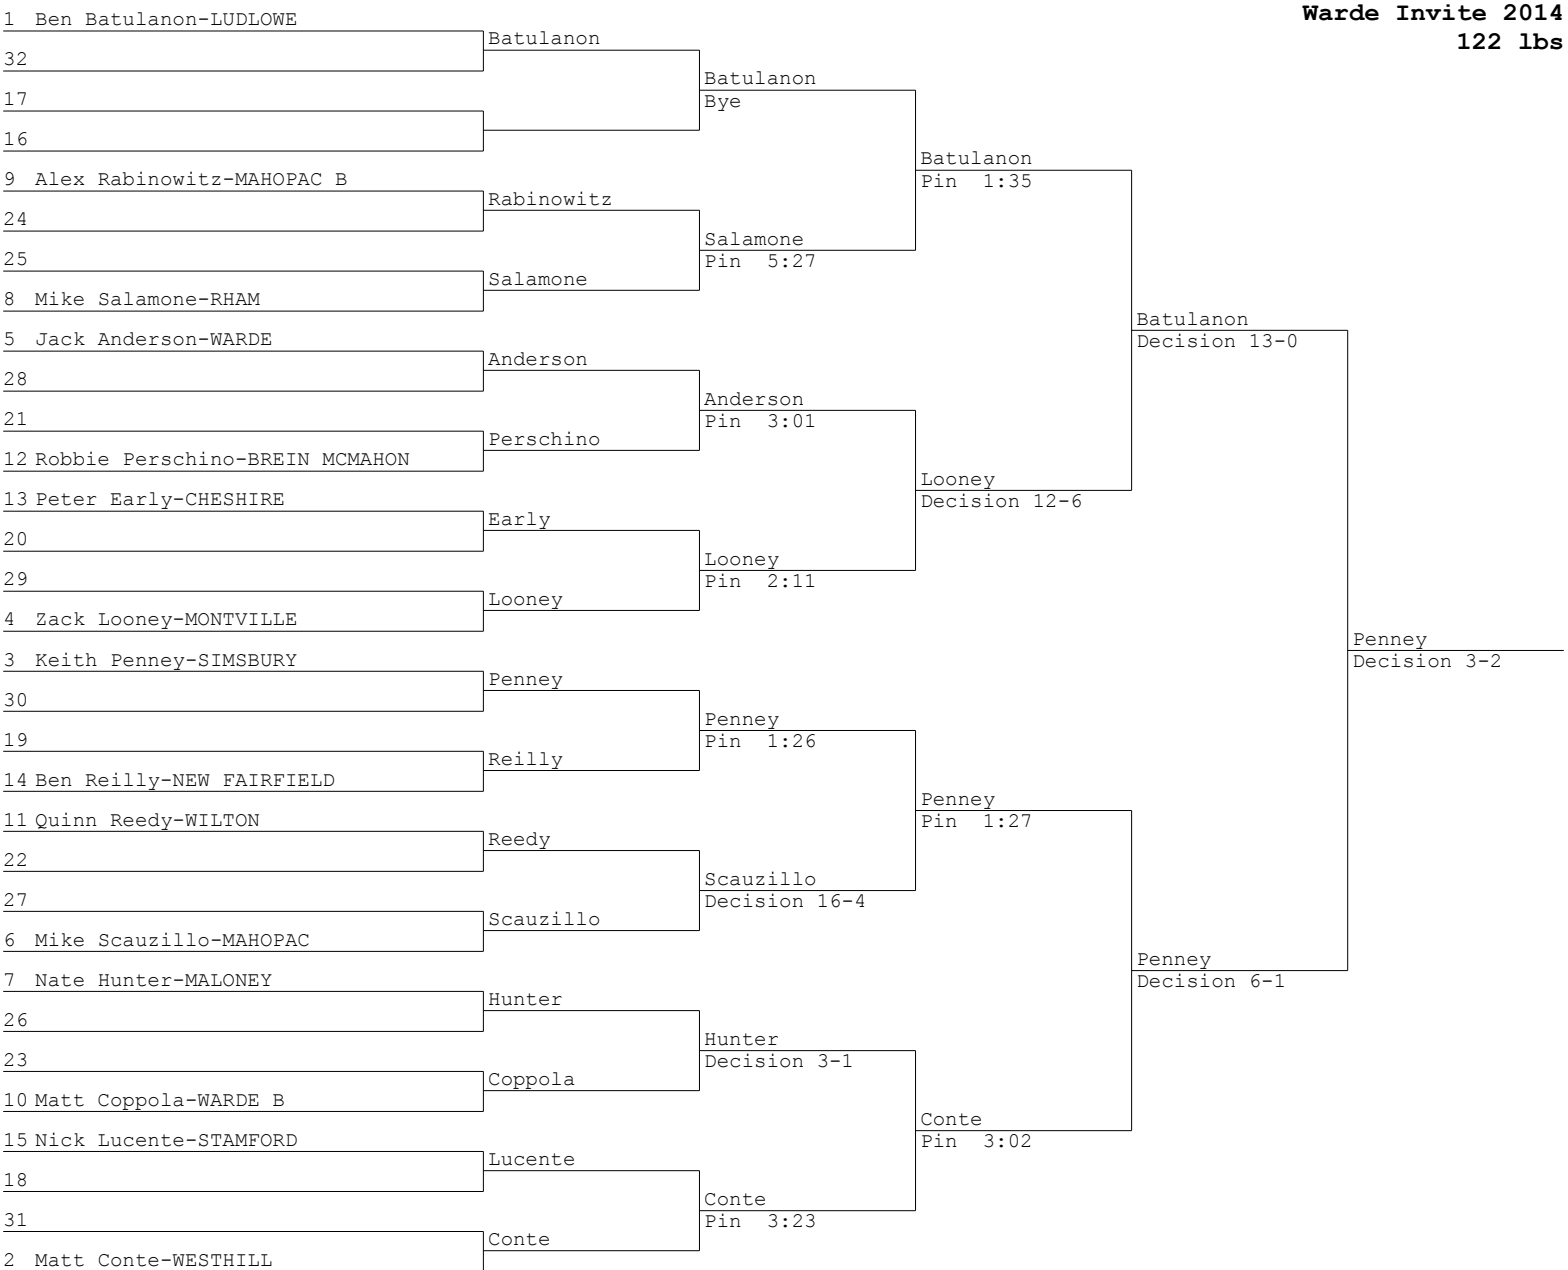 Warde Invite 2014
122 lbs
1 Ben Batulanon-LUDLOWE
32
17
16
9 Alex Rabinowitz-MAHOPAC B
24
25
8 Mike Salamone-RHAM
5 Jack Anderson-WARDE
28
21
12 Robbie Perschino-BREIN MCMAHON
13 Peter Early-CHESHIRE
20
29
4 Zack Looney-MONTVILLE
3 Keith Penney-SIMSBURY
30
19
14 Ben Reilly-NEW FAIRFIELD
11 Quinn Reedy-WILTON
22
27
6 Mike Scauzillo-MAHOPAC
7 Nate Hunter-MALONEY
26
23
10 Matt Coppola-WARDE B
15 Nick Lucente-STAMFORD
18
31
2 Matt Conte-WESTHILL
Batulanon
Rabinowitz
Salamone
Anderson
Perschino
Early
Looney
Penney
Reilly
Reedy
Scauzillo
Hunter
Coppola
Lucente
Conte
Batulanon
Bye
Salamone
Pin 5:27
Anderson
Pin 3:01
Looney
Pin 2:11
Penney
Pin 1:26
Scauzillo
Decision 16-4
Hunter
Decision 3-1
Conte
Pin 3:23
Batulanon
Pin 1:35
Looney
Decision 12-6
Penney
Pin 1:27
Conte
Pin 3:02
Batulanon
Decision 13-0
Penney
Decision 6-1
Penney
Decision 3-2